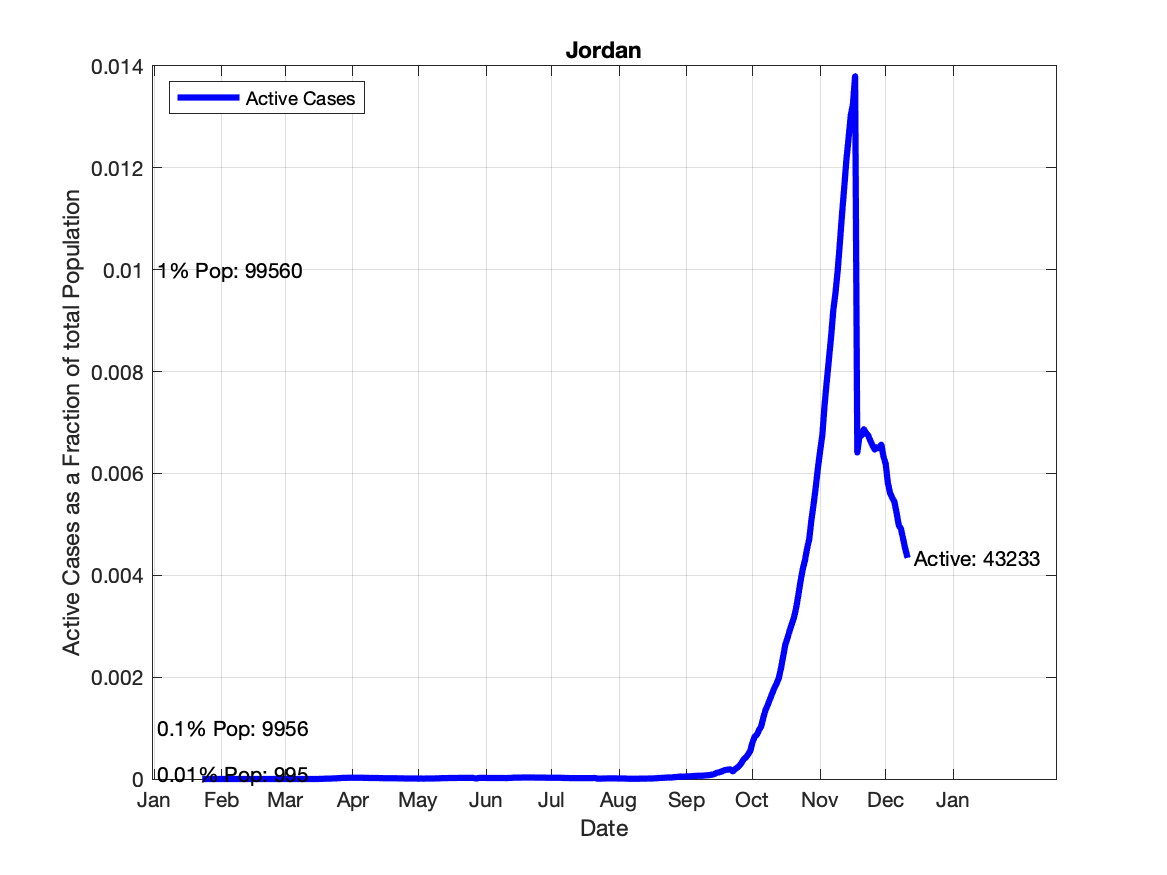 Jordan
Active Cases
Active Cases as a Fraction of total Population
0.014
0.012
0.01
0.008
0.006
0.004
0.002
0
1% Pop: 99560
0.1% Pop: 9956
0.01% Pop: 995
Active: 43233
Jan Feb Mar Apr May Jun Jul Aug Sep Oct Nov Dec Jan
Date